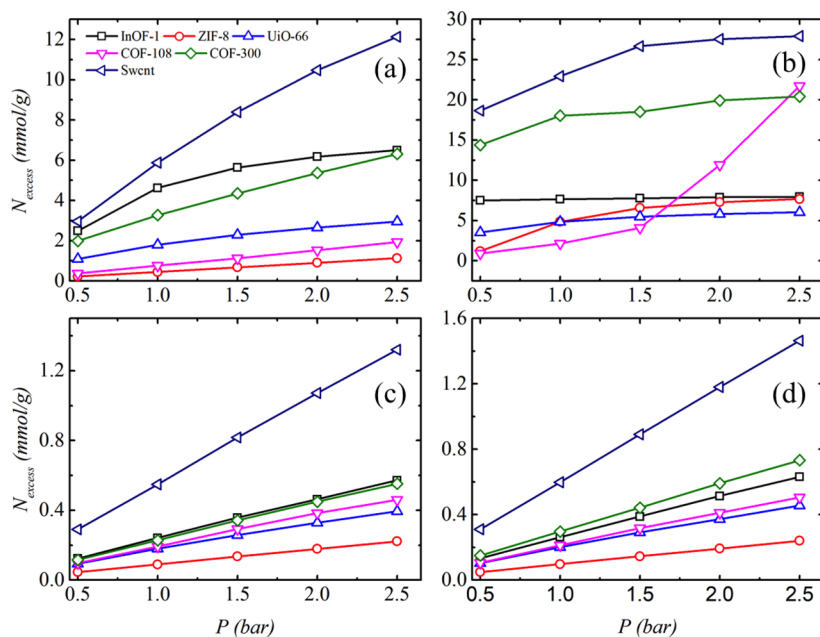 InOF-1 ZIF-8 UiO-66
COF-108 COF-300
Swcnt
(a)
12
10
8
6
4
2
0
N excess (mmol/g)
0.5 1.0 1.5 2.0 2.5
(b)
30
25
20
15
10
5
0
0.5 1.0 1.5 2.0 2.5
(c)
1.2
0.8
0.4
0.0
N excess (mmol/g)
0.5 1.0 1.5 2.0 2.5
P (bar)
(d)
1.6
1.2
0.8
0.4
0.0
0.5 1.0 1.5 2.0 2.5
P (bar)